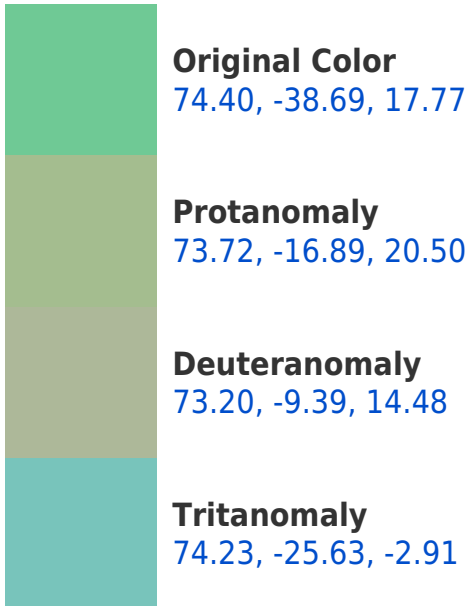 Original Color
74.40, -38.69, 17.77
Protanomaly
73.72, -16.89, 20.50
Deuteranomaly
73.20, -9.39, 14.48
Tritanomaly
74.23, -25.63, -2.91